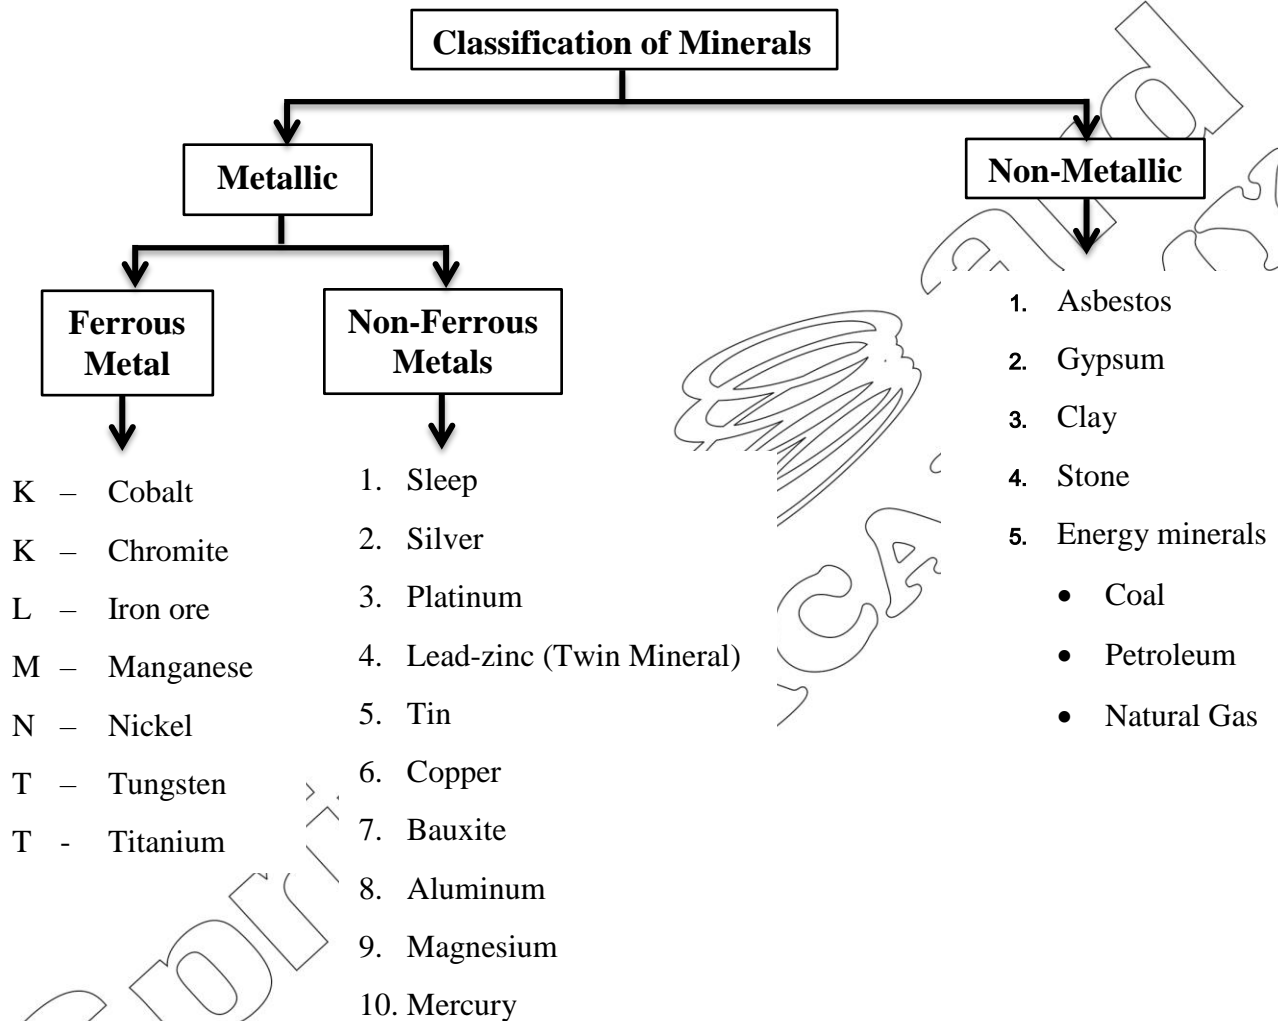 Classification of Minerals
Metallic
Non-Metallic
Ferrous
Metal
Non-Ferrous
Metals
K – Cobalt
K – Chromite
L – Iron ore
M – Manganese
N – Nickel
T – Tungsten
T - Titanium
1. Sleep
2. Silver
3. Platinum
4. Lead-zinc (Twin Mineral)
5. Tin
6. Copper
7. Bauxite
8. Aluminum
9. Magnesium
10. Mercury
1. Asbestos
2. Gypsum
3. Clay
4. Stone
5. Energy minerals
• Coal
• Petroleum
• Natural Gas